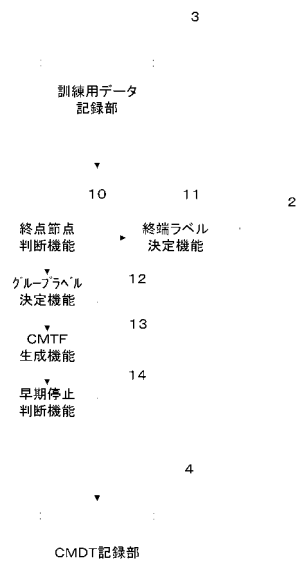 3
訓練用データ
記録部
10
11
2
終点節点
判断機能
終端ラベル
決定機能
グループラベル
決定機能
12
CMTF
生成機能
13
早期停止
判断機能
14
4
CMDT記録部